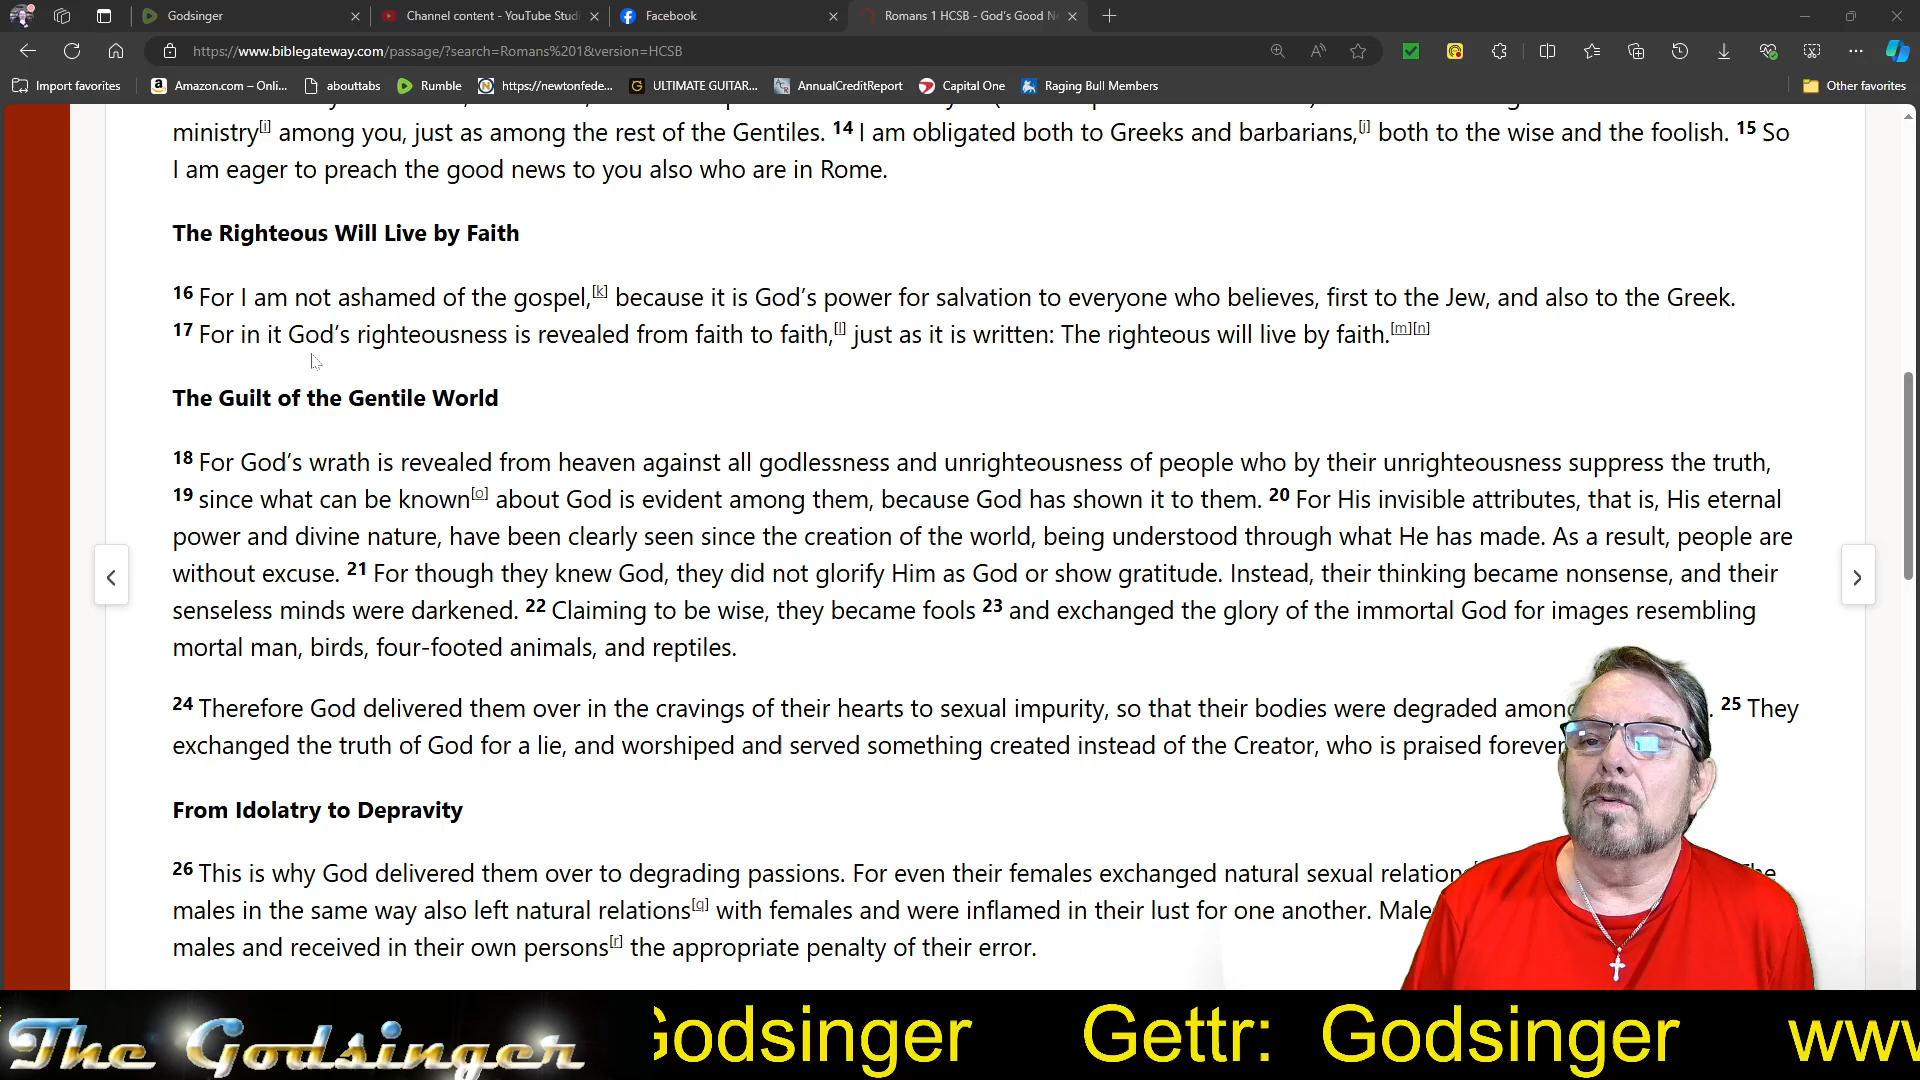 Godsinger
Channel content - YouTube Stud
Facebook
Romans 1 HCSB - God's Good N
https://www.biblegateway.com/passage/?search=Romans%201&version=HCSB
Import favorites
Amazon.com – Onli...
abouttabs
Rumble
https://newtonfede...
ULTIMATE GUITAR...
AnnualCreditReport
Capital One
Raging Bull Members
Other favorites
ministry[i] among you, just as among the rest of the Gentiles. 14 I am obligated both to Greeks and barbarians,[j] both to the wise and the foolish. 15 So
I am eager to preach the good news to you also who are in Rome.
The Righteous Will Live by Faith
16 For I am not ashamed of the gospel,[k] because it is God's power for salvation to everyone who believes, first to the Jew, and also to the Greek.
17 For in it God's righteousness is revealed from faith to faith,[l] just as it is written: The righteous will live by faith.[m][n]
The Guilt of the Gentile World
18 For God's wrath is revealed from heaven against all godlessness and unrighteousness of people who by their unrighteousness suppress the truth,
19 since what can be known[o] about God is evident among them, because God has shown it to them. 20 For His invisible attributes, that is, His eternal
power and divine nature, have been clearly seen since the creation of the world, being understood through what He has made. As a result, people are
without excuse. 21 For though they knew God, they did not glorify Him as God or show gratitude. Instead, their thinking became nonsense, and their
senseless minds were darkened. 22 Claiming to be wise, they became fools 23 and exchanged the glory of the immortal God for images resembling
mortal man, birds, four-footed animals, and reptiles.
24 Therefore God delivered them over in the cravings of their hearts to sexual impurity, so that their bodies were degraded among . 25 They
exchanged the truth of God for a lie, and worshiped and served something created instead of the Creator, who is praised forever
From Idolatry to Depravity
26 This is why God delivered them over to degrading passions. For even their females exchanged natural sexual relation
males in the same way also left natural relations[q] with females and were inflamed in their lust for one another. Male
males and received in their own persons[r] the appropriate penalty of their error.
The Godsinger
Godsinger Gettr: Godsinger www